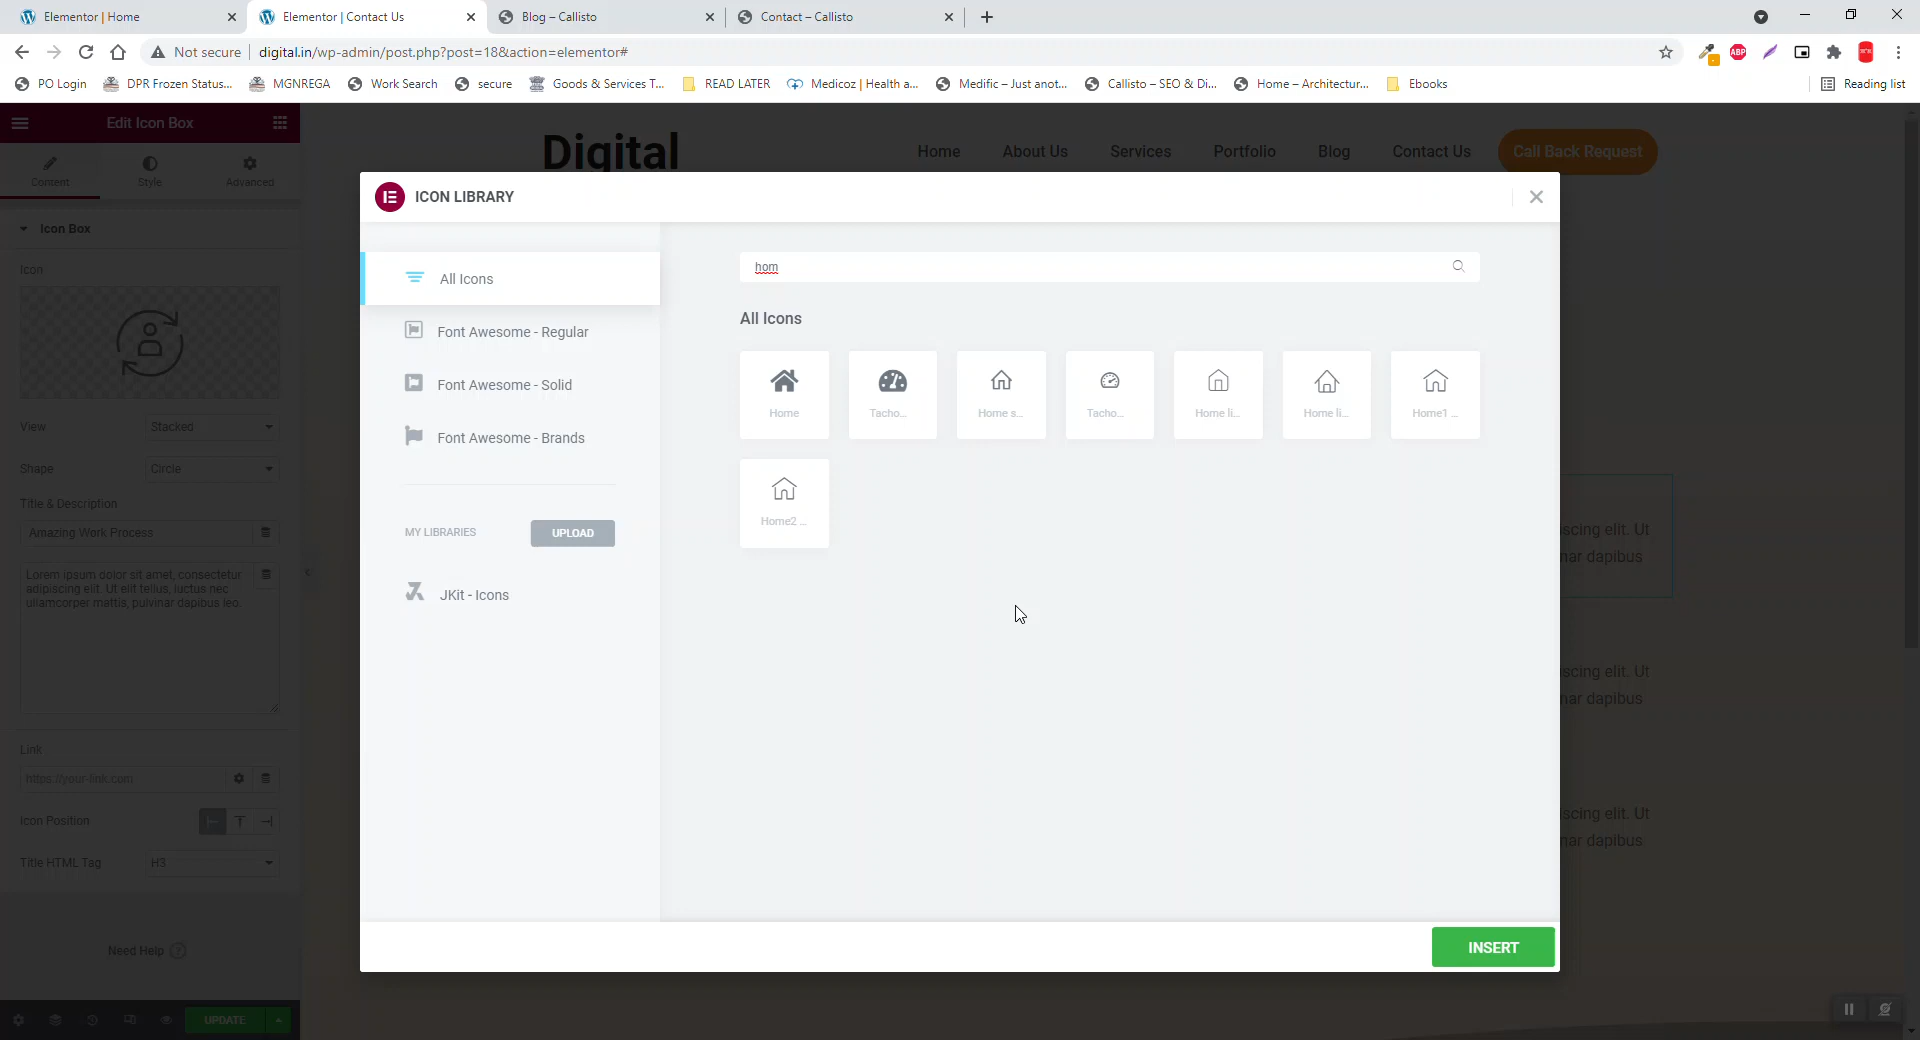 Elementor | Home
Elementor | Contact Us
Blog – Callisto
Contact – Callisto
Not secure
digital.in/wp-admin/post.php?post=18&action=elementor#
ABP
PO Login
DPR Frozen Status...
MGNREGA
Work Search
secure
Goods & Services T...
READ LATER
Medicoz | Health a...
Medific – Just anot...
Callisto – SEO & Di...
Home – Architectur...
Ebooks
Reading list
Edit Icon Box
Content
Style
Advanced
Digital
Home
About Us
Services
Portfolio
Blog
Contact Us
Call Back Request
Icon Box
Icon
View
Stacked
Shape
Circle
Title & Description
Amazing Work Process
Lorem ipsum dolor sit amet, consectetur
adipiscing elit. Ut elit tellus, luctus nec
ullamcorper mattis, pulvinar dapibus leo.
Link
https://your-link.com
Icon Position
Title HTML Tag
H3
Need Help
UPDATE
ICON LIBRARY
All Icons
Font Awesome - Regular
Font Awesome - Solid
Font Awesome - Brands
MY LIBRARIES
UPLOAD
JKit - Icons
hom
All Icons
Home
Tacho...
Home s...
Tacho...
Home li...
Home li...
Home1 ...
Home2 ...
INSERT
scing elit. Ut
nar dapibus
scing elit. Ut
nar dapibus
scing elit. Ut
nar dapibus